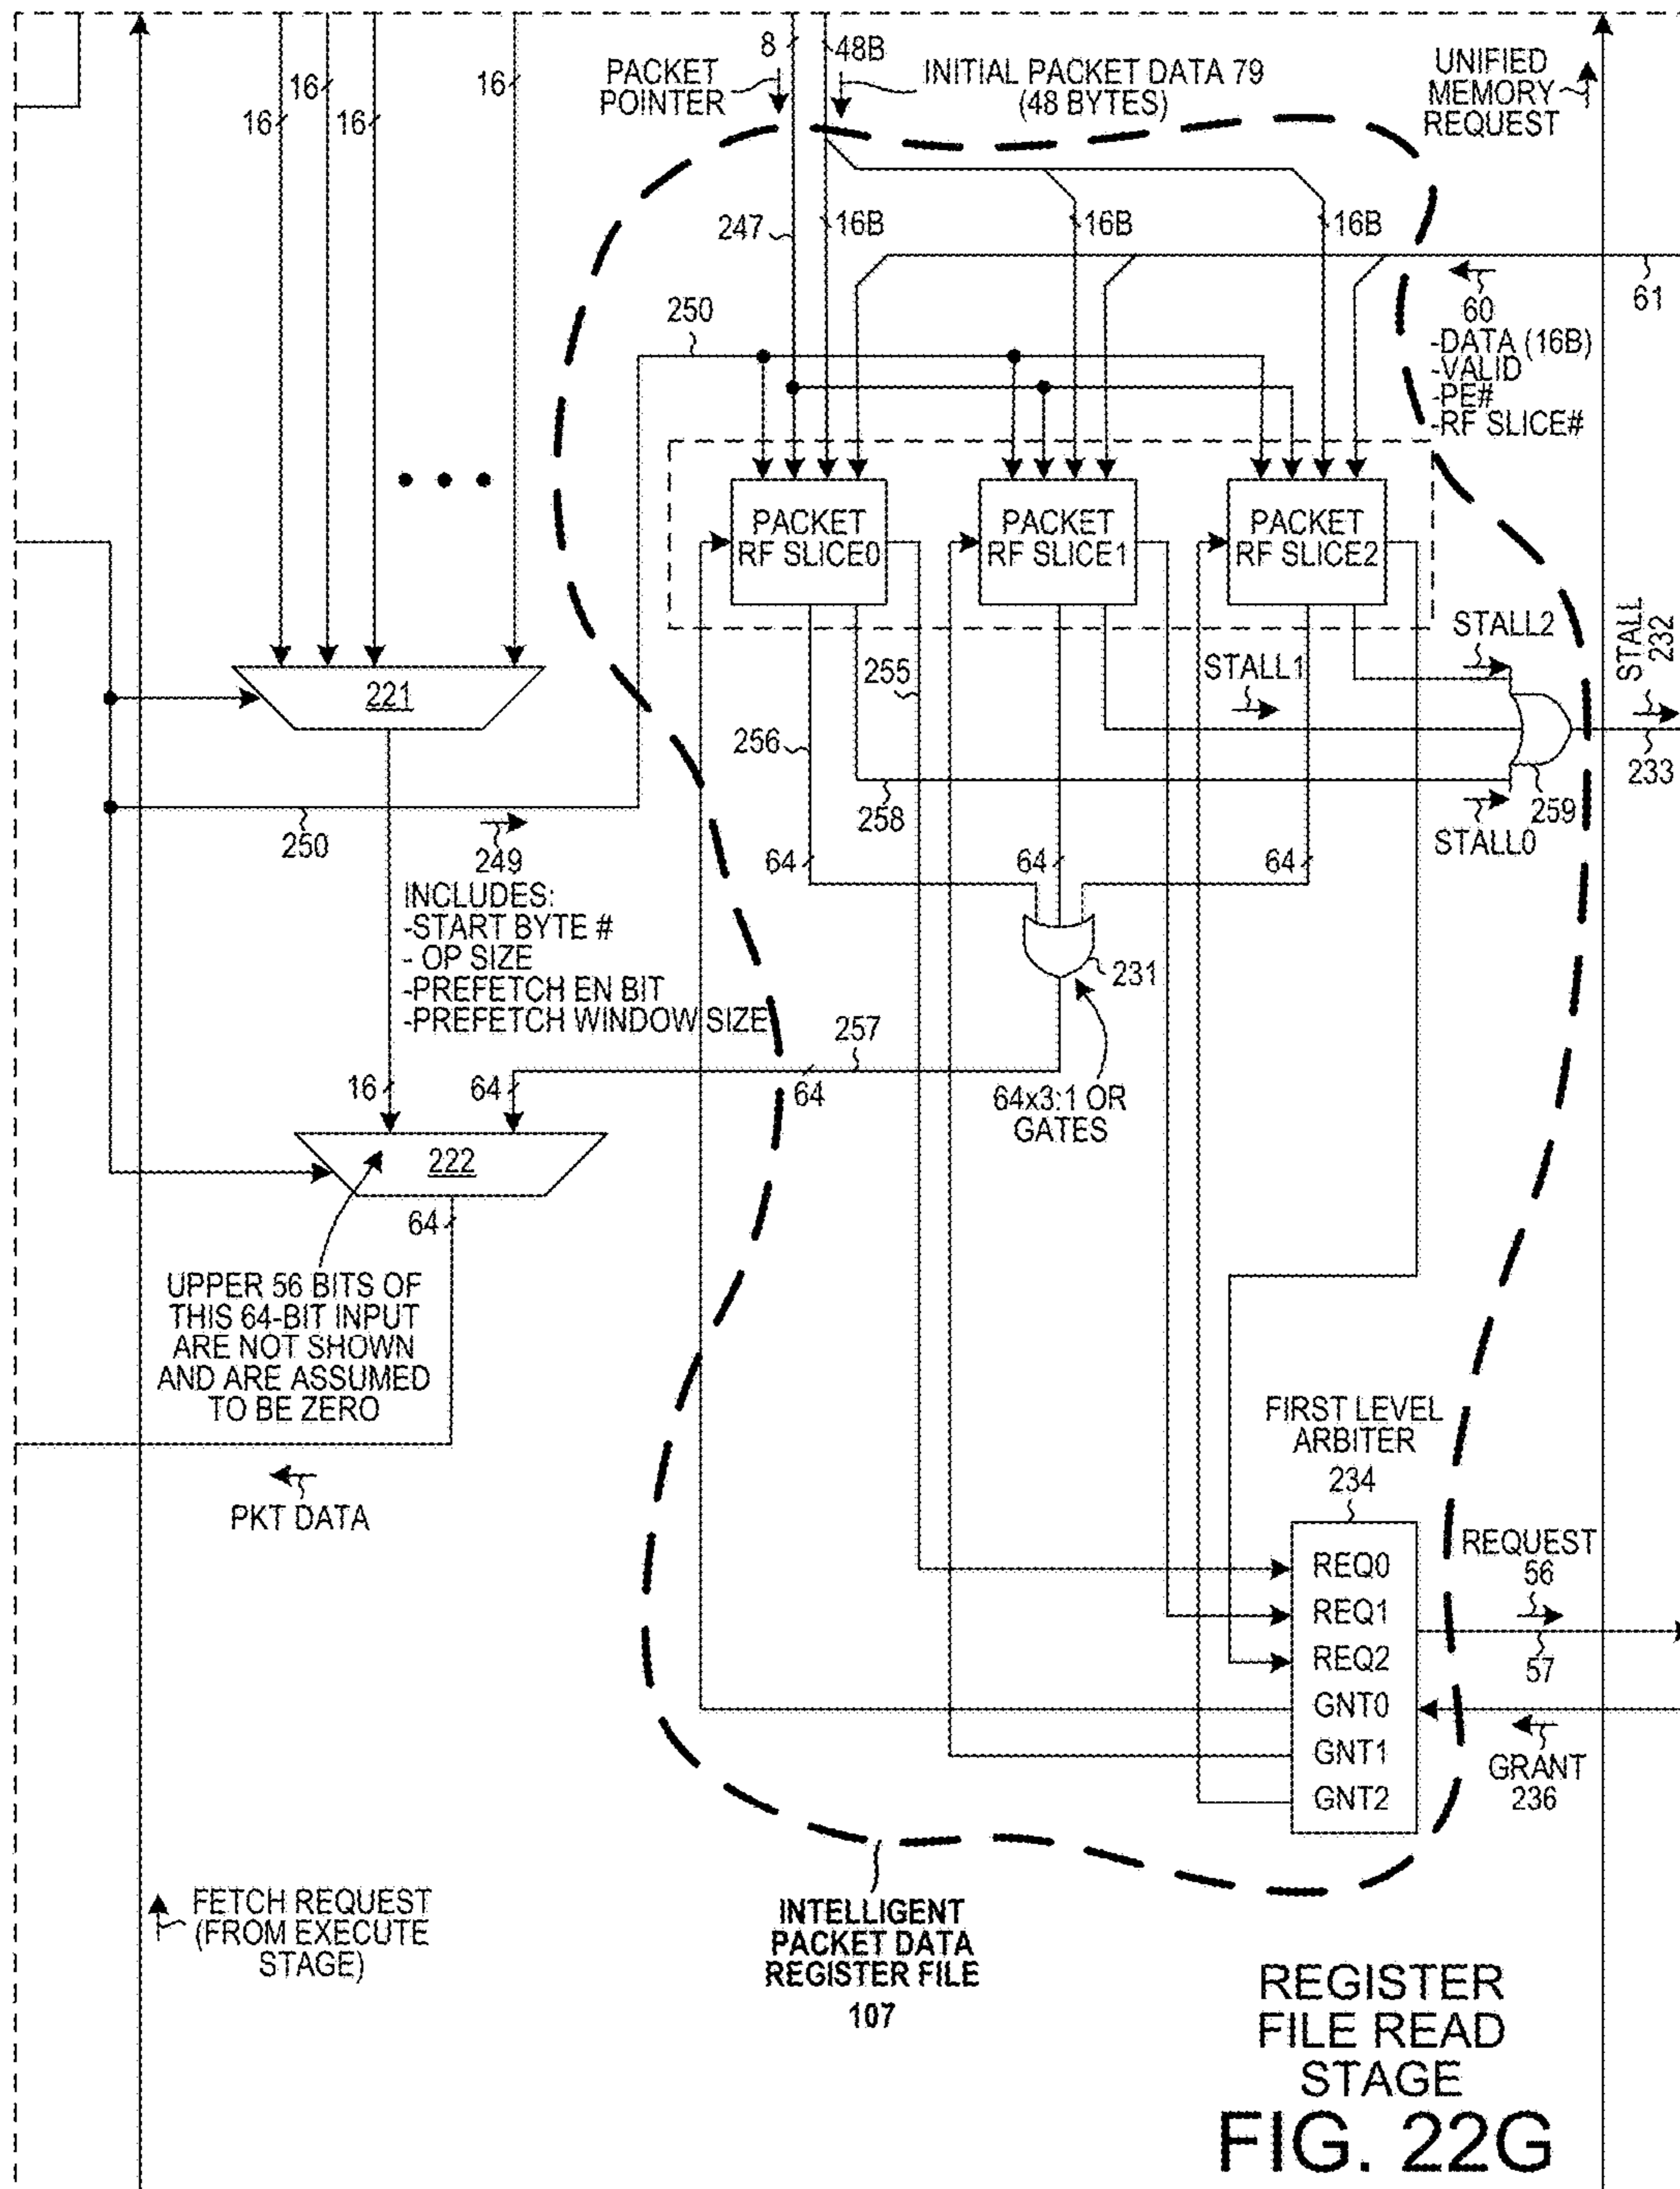 8
48B
PACKET
POINTER
INITIAL PACKET DATA 79
(48 BYTES)
UNIFIED
MEMORY
REQUEST
16
16
16
16
247
16B
16B
16B
61
60
-DATA (16B)
-VALID
-PE#
-RF SLICE#
250
PACKET
RF SLICE0
PACKET
RF SLICE1
PACKET
RF SLICE2
STALL2
STALL
232
255
STALL1
221
256
233
258
259
STALL0
250
249
INCLUDES:
-START BYTE #
- OP SIZE
-PREFETCH EN BIT
-PREFETCH WINDOW SIZE
64
64
64
231
257
16
64
64
64x3:1 OR
GATES
222
64
UPPER 56 BITS OF
THIS 64-BIT INPUT
ARE NOT SHOWN
AND ARE ASSUMED
TO BE ZERO
PKT DATA
FIRST LEVEL
ARBITER
234
REQ0
REQ1
REQ2
GNT0
GNT1
GNT2
REQUEST
56
57
GRANT
236
FETCH REQUEST
(FROM EXECUTE
STAGE)
INTELLIGENT
PACKET DATA
REGISTER FILE
107
REGISTER
FILE READ
STAGE
FIG. 22G